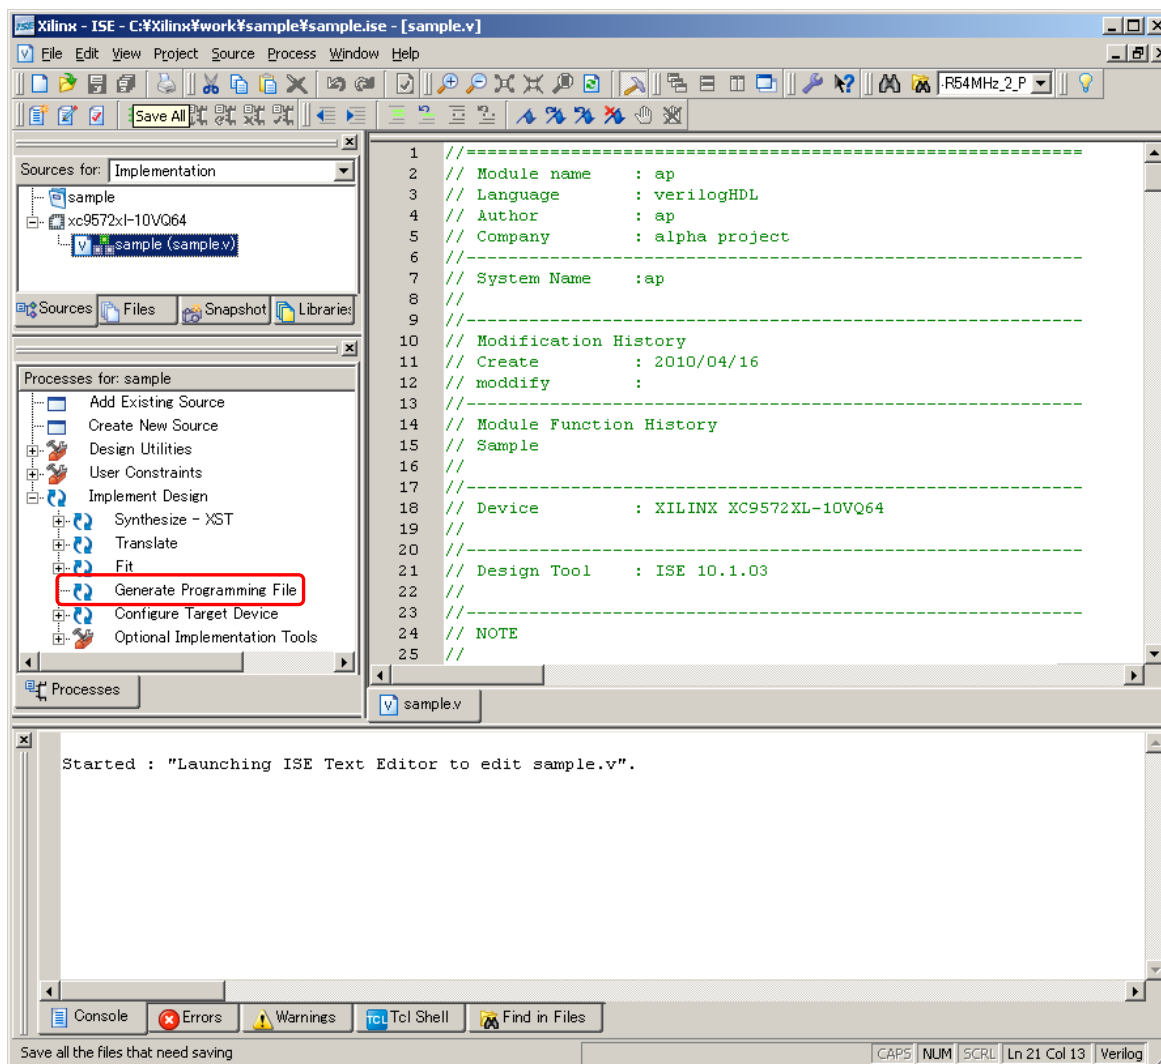 Xilinx - ISE - C:¥Xilinx¥work¥sample¥sample.ise - [sample.v]
File Edit View Project Source Process Window Help
R54MHz_2_P
Save All
Sources for: Implementation
sample
xc9572xl-10VQ64
sample (sample.v)
Sources Files Snapshot Libraries
Processes for: sample
Add Existing Source
Create New Source
Design Utilities
User Constraints
Implement Design
Synthesize - XST
Translate
Fit
Generate Programming File
Configure Target Device
Optional Implementation Tools
Processes
1 //===========================================================
2 // Module name : ap
3 // Language : verilogHDL
4 // Author : ap
5 // Company : alpha project
6 //-----------------------------------------------------------
7 // System Name :ap
8 //
9 //-----------------------------------------------------------
10 // Modification History
11 // Create : 2010/04/16
12 // moddify :
13 //-----------------------------------------------------------
14 // Module Function History
15 // Sample
16 //
17 //-----------------------------------------------------------
18 // Device : XILINX XC9572XL-10VQ64
19 //
20 //-----------------------------------------------------------
21 // Design Tool : ISE 10.1.03
22 //
23 //-----------------------------------------------------------
24 // NOTE
25 //
sample.v
Started : "Launching ISE Text Editor to edit sample.v".
Console Errors Warnings TCL Tcl Shell Find in Files
Save all the files that need saving
CAPS NUM SCRL Ln 21 Col 13 Verilog